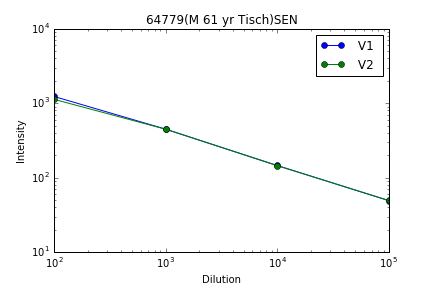 64779(M 61 yr Tisch)SEN
10^4
10^3
10^2
10^1
Intensity
V1
V2
10^2 10^3 10^4 10^5
Dilution